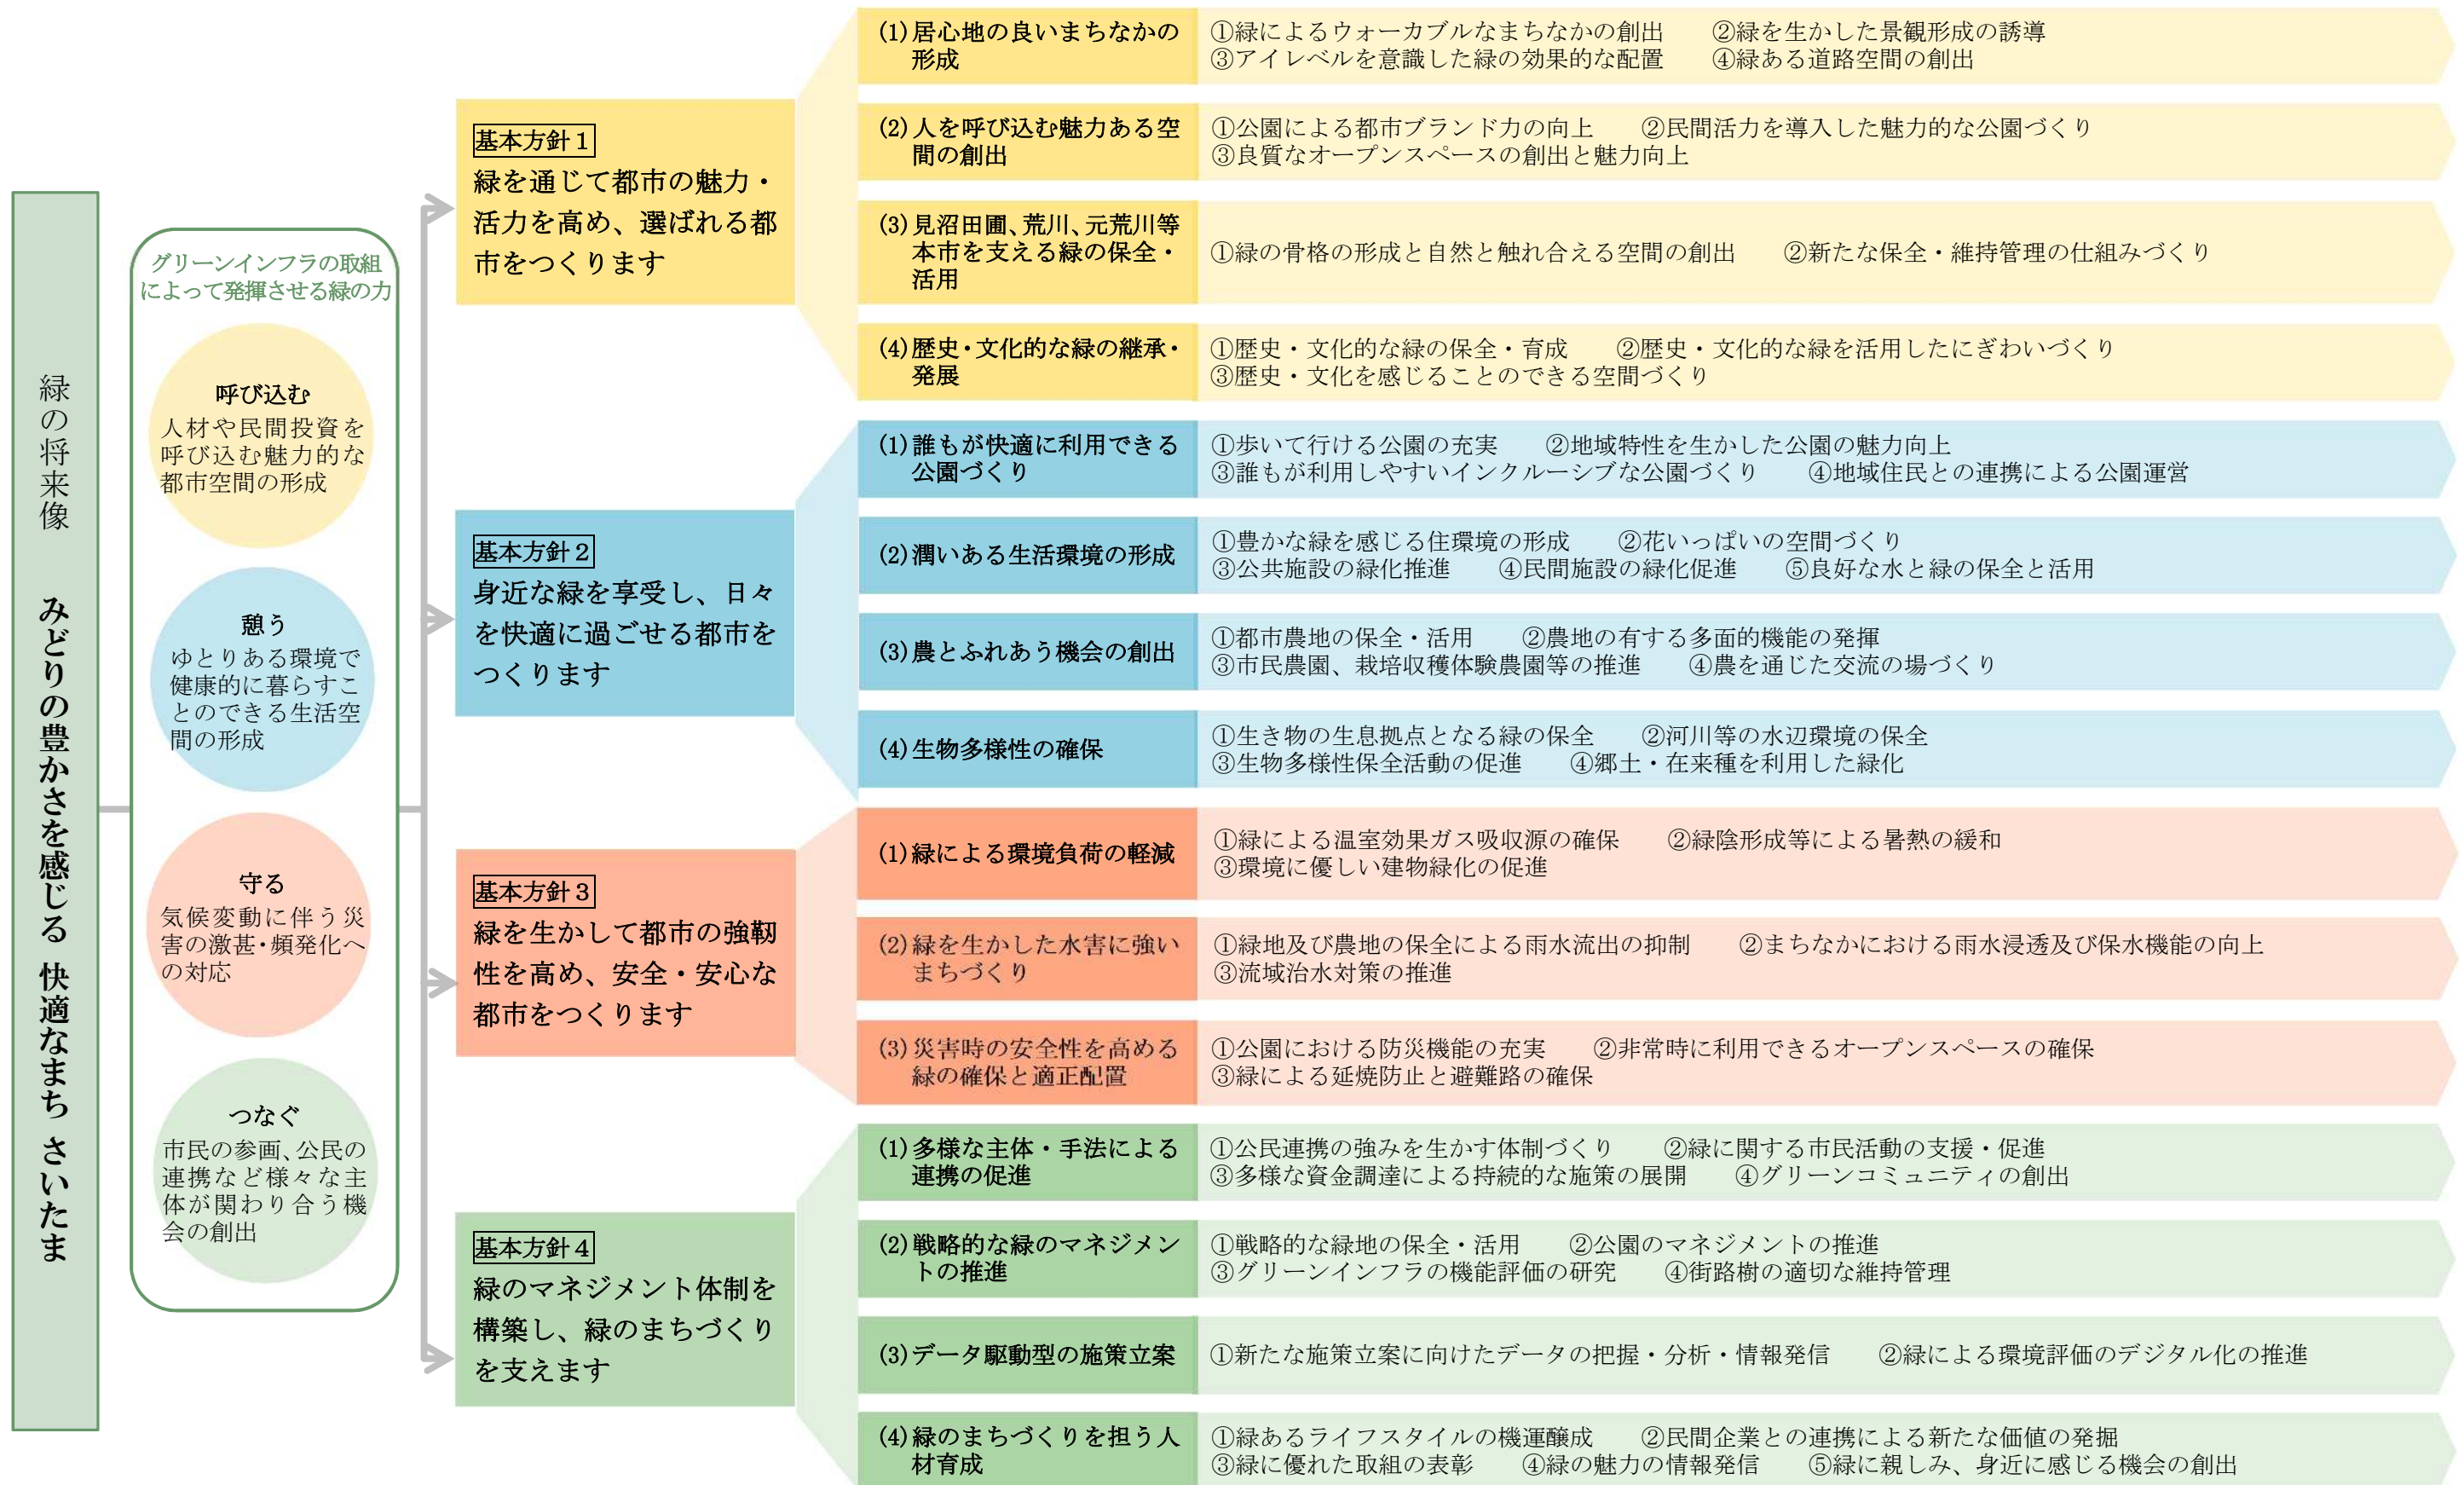 緑の将来像　みどりの豊かさを感じる 快適なまち さいたま
グリーンインフラの取組
によって発揮させる緑の力
呼び込む
人材や民間投資を
呼び込む魅力的な
都市空間の形成
憩う
ゆとりある環境で
健康的に暮らすこ
とのできる生活空
間の形成
守る
気候変動に伴う災
害の激甚・頻発化へ
の対応
つなぐ
市民の参画、公民の
連携など様々な主
体が関わり合う機
会の創出
基本方針１
緑を通じて都市の魅力・
活力を高め、選ばれる都
市をつくります
(1)居心地の良いまちなかの
形成
①緑によるウォーカブルなまちなかの創出　②緑を生かした景観形成の誘導
③アイレベルを意識した緑の効果的な配置　④緑ある道路空間の創出
(2)人を呼び込む魅力ある空
間の創出
①公園による都市ブランド力の向上　②民間活力を導入した魅力的な公園づくり
③良質なオープンスペースの創出と魅力向上
(3)見沼田圃、荒川、元荒川等
本市を支える緑の保全・
活用
①緑の骨格の形成と自然と触れ合える空間の創出　②新たな保全・維持管理の仕組みづくり
(4)歴史・文化的な緑の継承・
発展
①歴史・文化的な緑の保全・育成　②歴史・文化的な緑を活用したにぎわいづくり
③歴史・文化を感じることのできる空間づくり
基本方針２
身近な緑を享受し、日々
を快適に過ごせる都市を
つくります
(1)誰もが快適に利用できる
公園づくり
①歩いて行ける公園の充実　②地域特性を生かした公園の魅力向上
③誰もが利用しやすいインクルーシブな公園づくり　④地域住民との連携による公園運営
(2)潤いある生活環境の形成
①豊かな緑を感じる住環境の形成　②花いっぱいの空間づくり
③公共施設の緑化推進　④民間施設の緑化促進　⑤良好な水と緑の保全と活用
(3)農とふれあう機会の創出
①都市農地の保全・活用　②農地の有する多面的機能の発揮
③市民農園、栽培収穫体験農園等の推進　④農を通じた交流の場づくり
(4)生物多様性の確保
①生き物の生息拠点となる緑の保全　②河川等の水辺環境の保全
③生物多様性保全活動の促進　④郷土・在来種を利用した緑化
基本方針３
緑を生かして都市の強靭
性を高め、安全・安心な
都市をつくります
(1)緑による環境負荷の軽減
①緑による温室効果ガス吸収源の確保　②緑陰形成等による暑熱の緩和
③環境に優しい建物緑化の促進
(2)緑を生かした水害に強い
まちづくり
①緑地及び農地の保全による雨水流出の抑制　②まちなかにおける雨水浸透及び保水機能の向上
③流域治水対策の推進
(3)災害時の安全性を高める
緑の確保と適正配置
①公園における防災機能の充実　②非常時に利用できるオープンスペースの確保
③緑による延焼防止と避難路の確保
基本方針４
緑のマネジメント体制を
構築し、緑のまちづくり
を支えます
(1)多様な主体・手法による
連携の促進
①公民連携の強みを生かす体制づくり　②緑に関する市民活動の支援・促進
③多様な資金調達による持続的な施策の展開　④グリーンコミュニティの創出
(2)戦略的な緑のマネジメン
トの推進
①戦略的な緑地の保全・活用　②公園のマネジメントの推進
③グリーンインフラの機能評価の研究　④街路樹の適切な維持管理
(3)データ駆動型の施策立案
①新たな施策立案に向けたデータの把握・分析・情報発信　②緑による環境評価のデジタル化の推進
(4)緑のまちづくりを担う人
材育成
①緑あるライフスタイルの機運醸成　②民間企業との連携による新たな価値の発掘
③緑に優れた取組の表彰　④緑の魅力の情報発信　⑤緑に親しみ、身近に感じる機会の創出